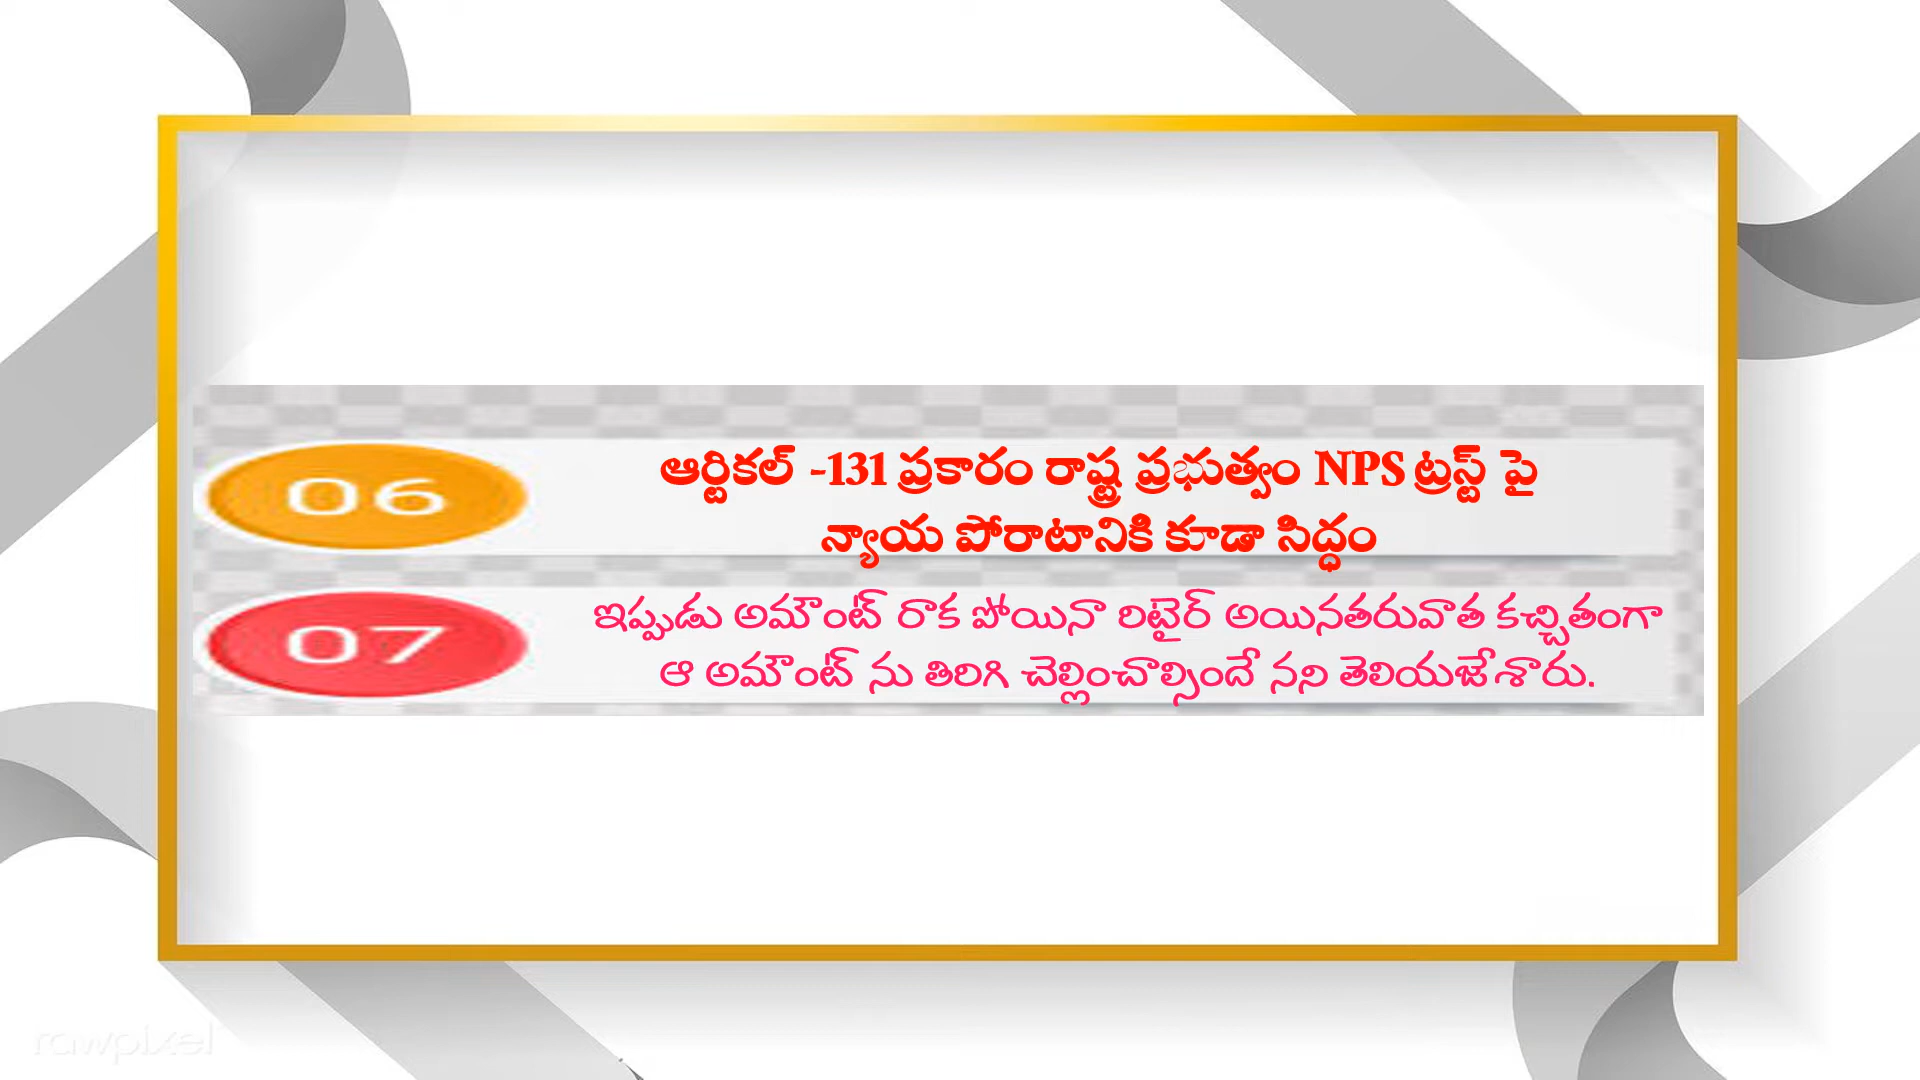 06
ఆర్టికల్ -131 ప్రకారం రాష్ట్ర ప్రభుత్వం NPS ట్రస్ట్ పై
న్యాయ పోరాటానికి కూడా సిద్ధం
07
ఇప్పుడు అమౌంట్ రాక పోయినా రిటైర్ అయినతరువాత కచ్చితంగా
ఆ అమౌంట్ ను తిరిగి చెల్లించాల్సిందే నని తెలియజేశారు.
rawpixel